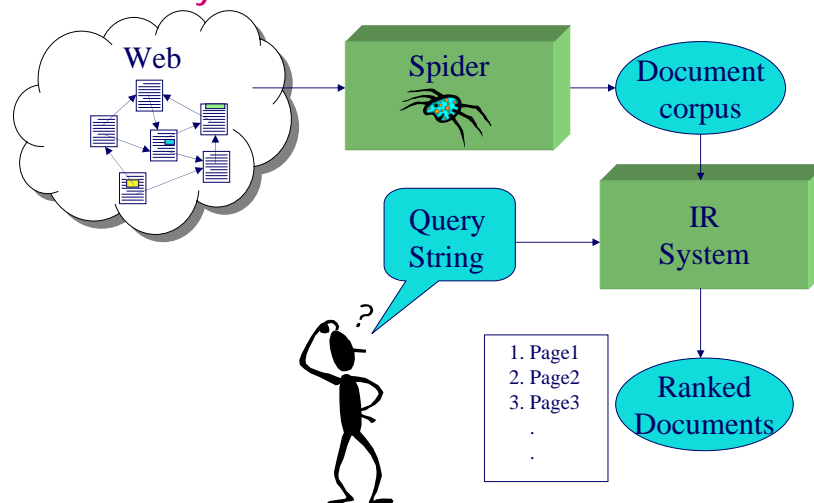 Web
Spider
Document
corpus
Query
String
IR
System
?
1. Page1
2. Page2
3. Page3
.
.
Ranked
Documents